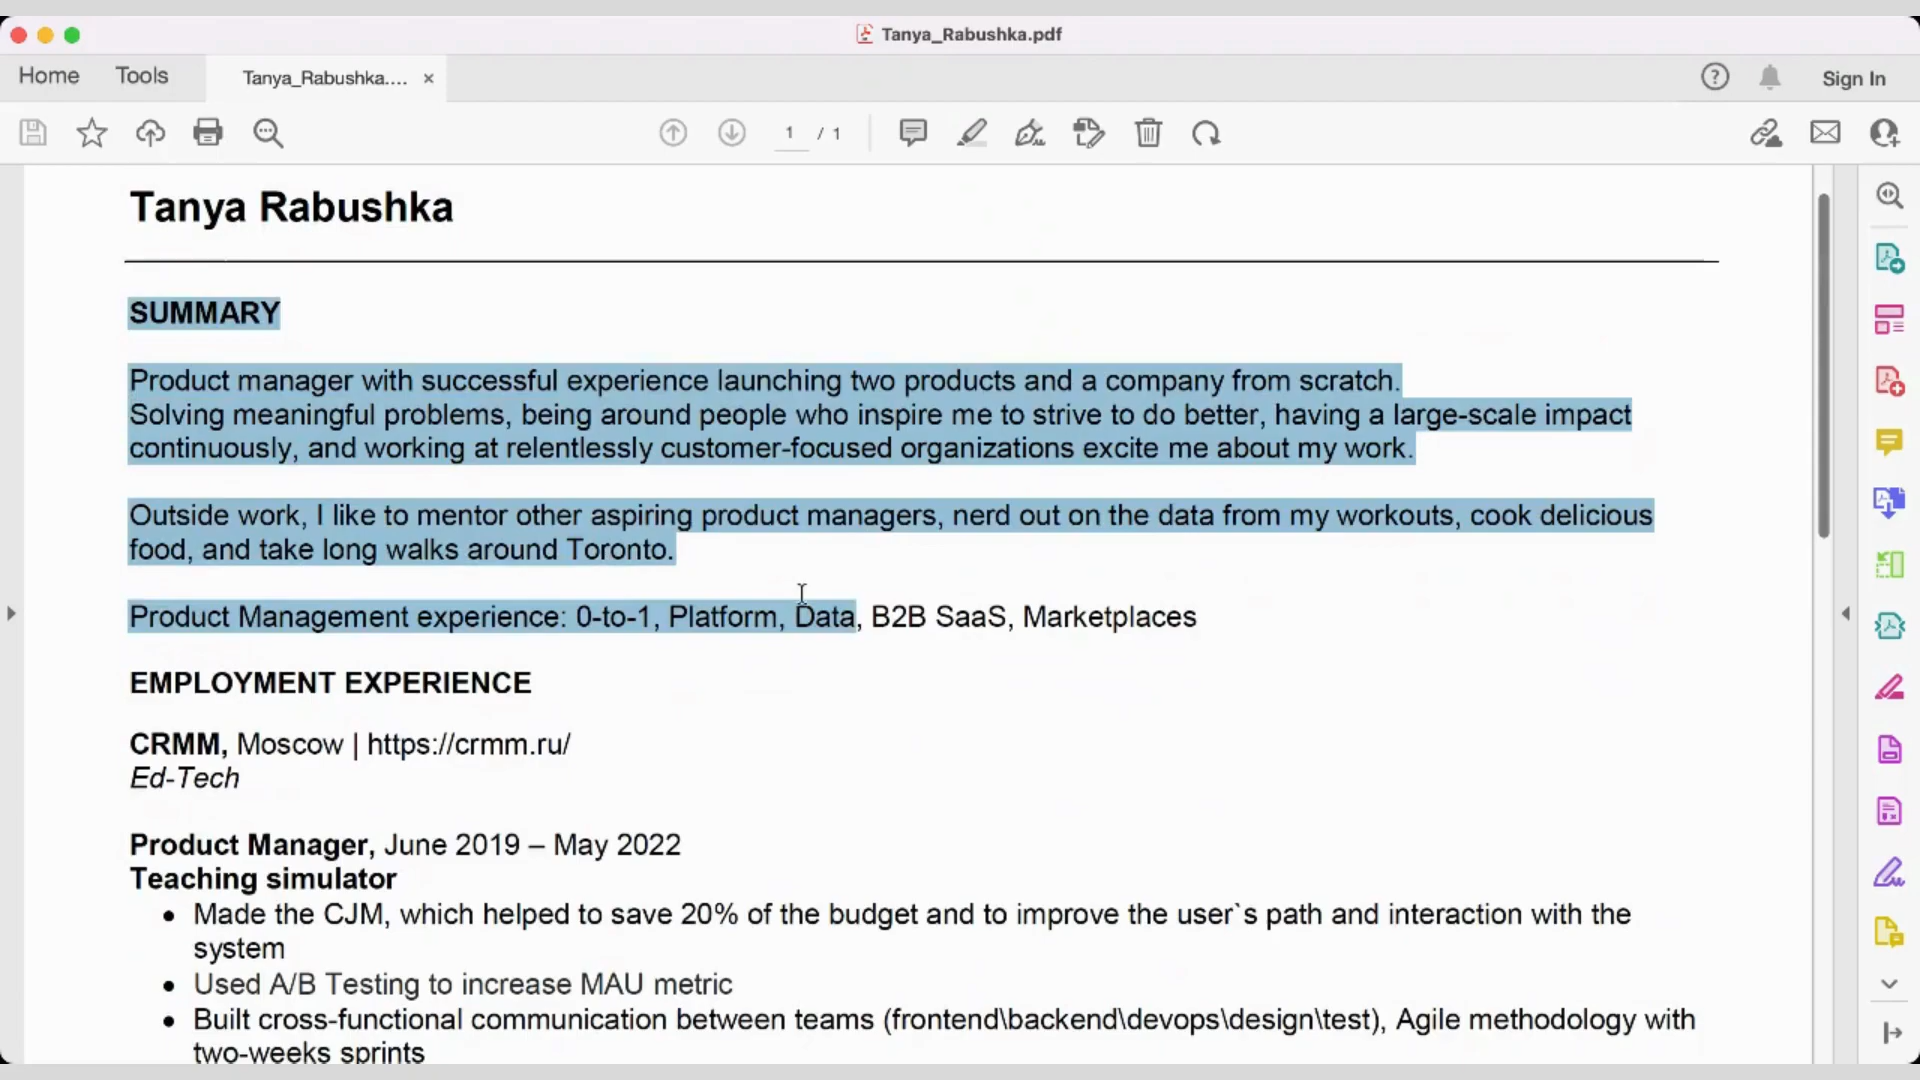 Tanya_Rabushka.pdf
Home Tools Tanya_Rabushka.... × ? Sign In
1 / 1
Tanya Rabushka
SUMMARY
Product manager with successful experience launching two products and a company from scratch.
Solving meaningful problems, being around people who inspire me to strive to do better, having a large-scale impact
continuously, and working at relentlessly customer-focused organizations excite me about my work.
Outside work, I like to mentor other aspiring product managers, nerd out on the data from my workouts, cook delicious
food, and take long walks around Toronto.
Product Management experience: 0-to-1, Platform, Data, B2B SaaS, Marketplaces
EMPLOYMENT EXPERIENCE
CRMM, Moscow | https://crmm.ru/
Ed-Tech
Product Manager, June 2019 – May 2022
Teaching simulator
• Made the CJM, which helped to save 20% of the budget and to improve the user`s path and interaction with the
system
• Used A/B Testing to increase MAU metric
• Built cross-functional communication between teams (frontend\backend\devops\design\test), Agile methodology with
two-weeks sprints